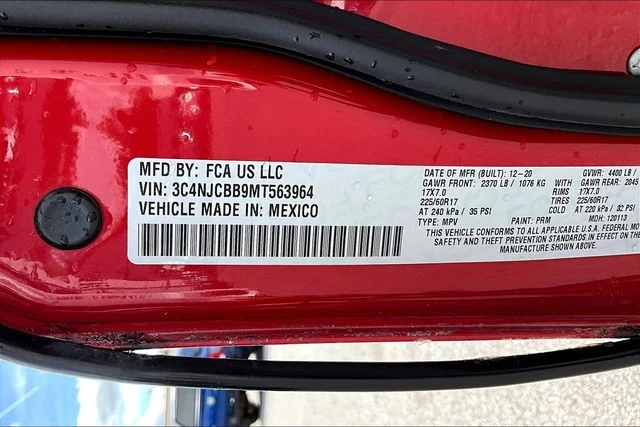 MFD BY: FCA US LLC
VIN: 3C4NJCBB9MT563964
VEHICLE MADE IN: MEXICO
DATE OF MFR (BUILT): 12-20 GVWR: 4400 LB /
GAWR FRONT: 2370 LB / 1076 KG WITH GAWR REAR: 2045
17X7.0 RIMS 17X7.0
225/60R17 TIRES 225/60R17
AT 240 kPa / 35 PSI COLD AT 220 kPa / 32 PSI
TYPE: MPV PAINT: PRM MDH: 120113
THIS VEHICLE CONFORMS TO ALL APPLICABLE U.S.A. FEDERAL
SAFETY AND THEFT PREVENTION STANDARDS IN EFFECT ON THE
MANUFACTURE SHOWN ABOVE.